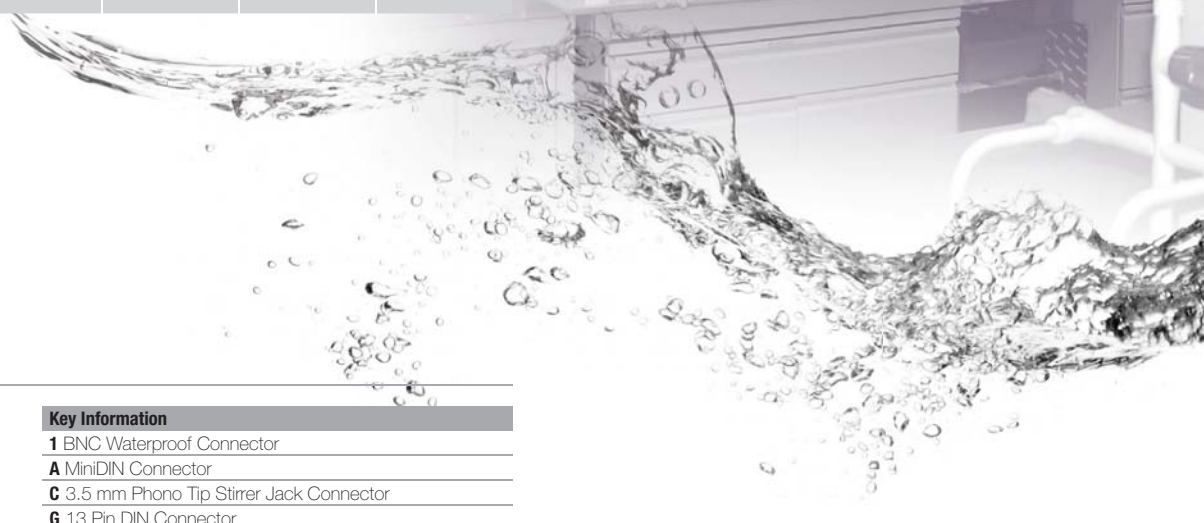 Key Information
1 BNC Waterproof Connector
A MiniDIN Connector
C 3.5 mm Phono Tip Stirrer Jack Connector
G 13 Pin DIN Connector